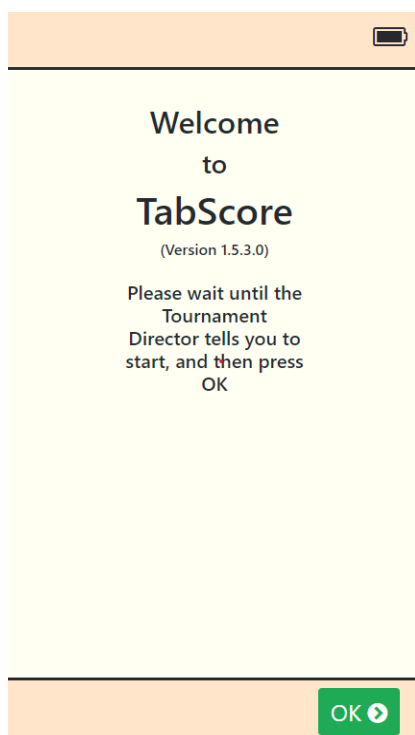 Welcome
to
TabScore
(Version 1.5.3.0)
Please wait until the
Tournament
Director tells you to
start, and then press
OK
OK